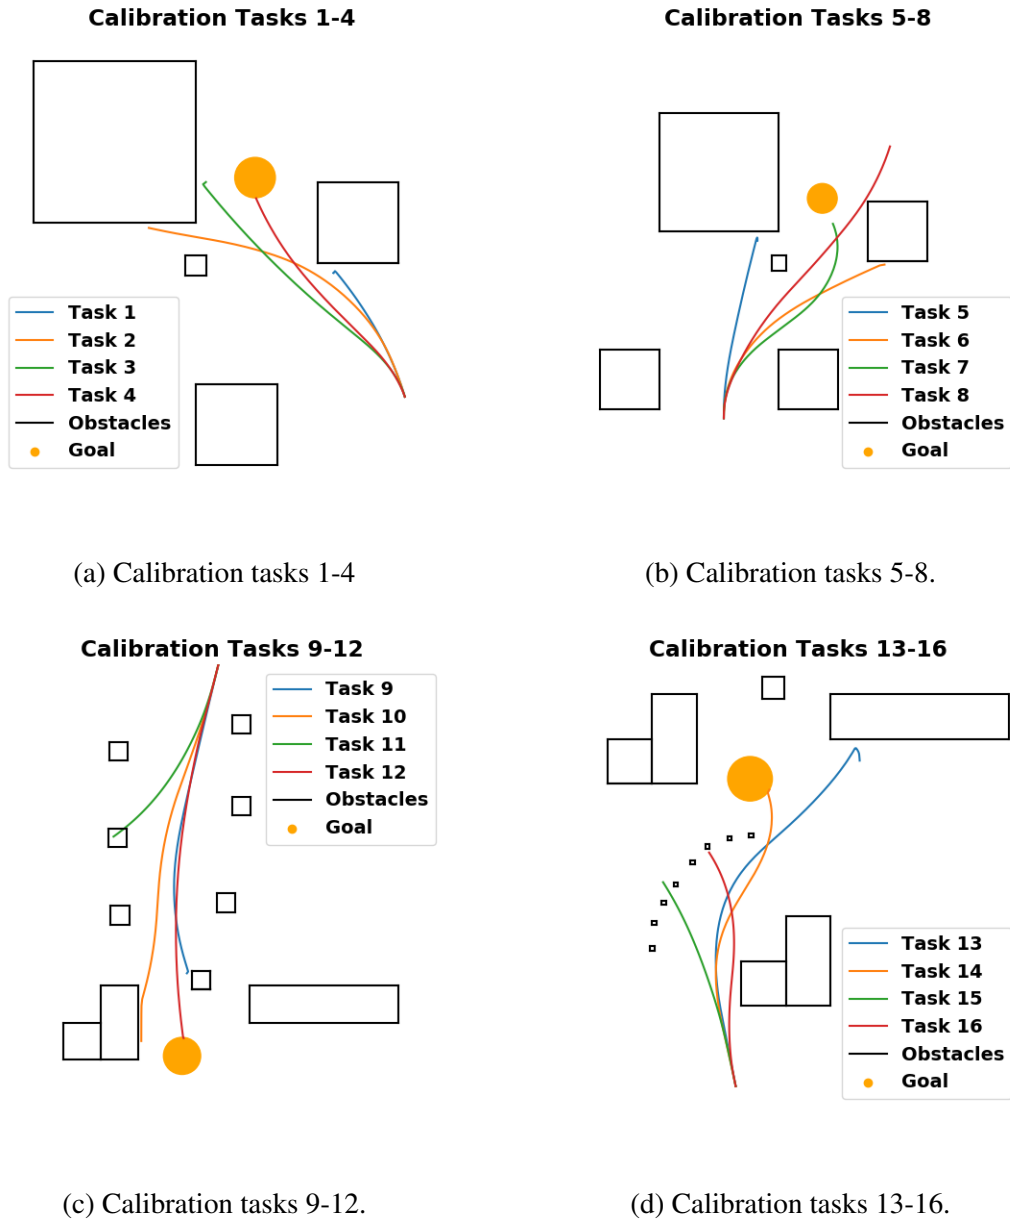 Calibration Tasks 1-4
Task 1
Task 2
Task 3
Task 4
Obstacles
Goal
(a) Calibration tasks 1-4
Calibration Tasks 5-8
Task 5
Task 6
Task 7
Task 8
Obstacles
Goal
(b) Calibration tasks 5-8.
Calibration Tasks 9-12
Task 9
Task 10
Task 11
Task 12
Obstacles
Goal
(c) Calibration tasks 9-12.
Calibration Tasks 13-16
Task 13
Task 14
Task 15
Task 16
Obstacles
Goal
(d) Calibration tasks 13-16.